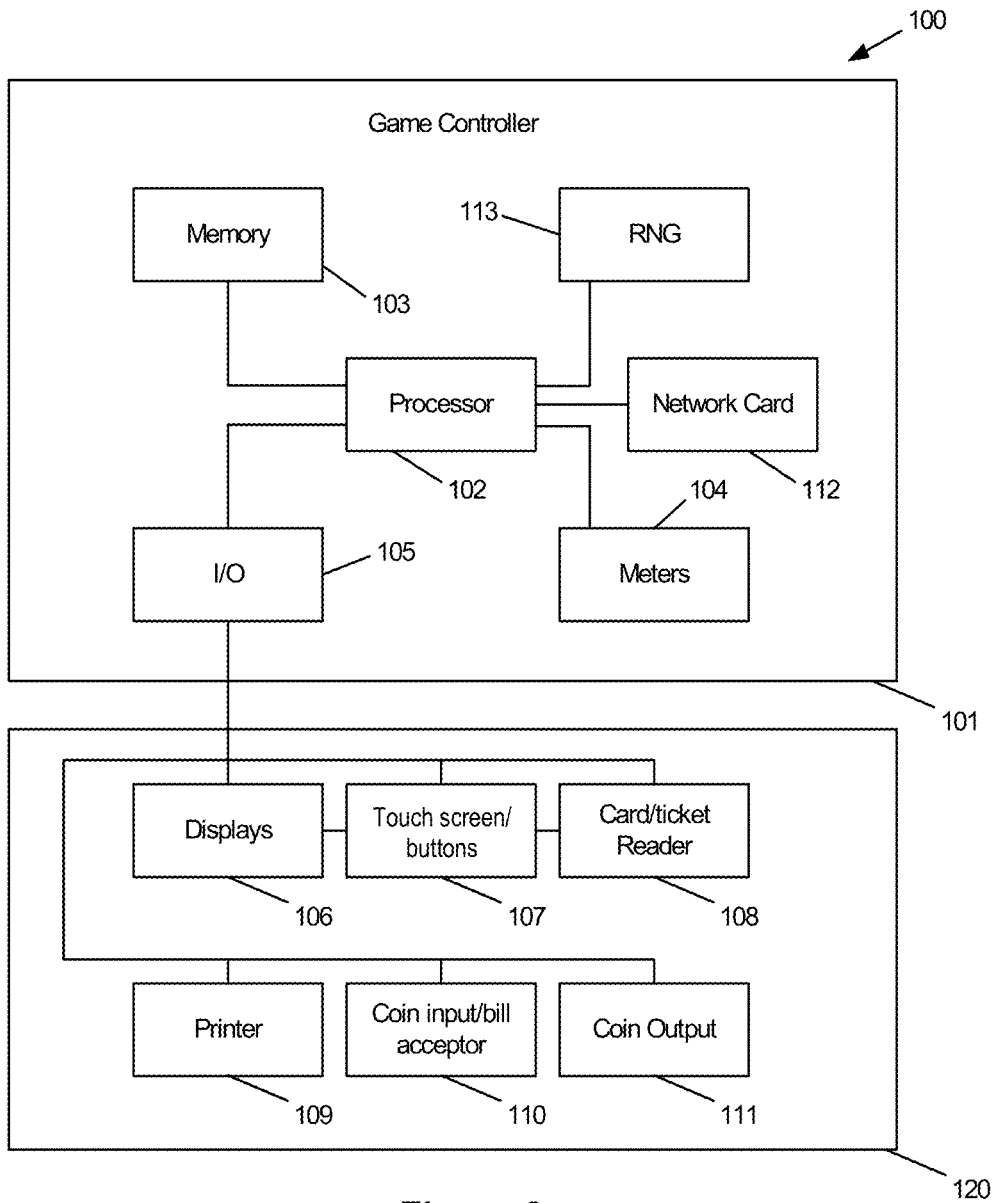 100
Game Controller
Memory
113
RNG
103
Processor
Network Card
102
104
112
I/O
105
Meters
101
Displays
Touch screen/
buttons
Card/ticket
Reader
106
107
108
Printer
Coin input/bill
acceptor
Coin Output
109
110
111
120